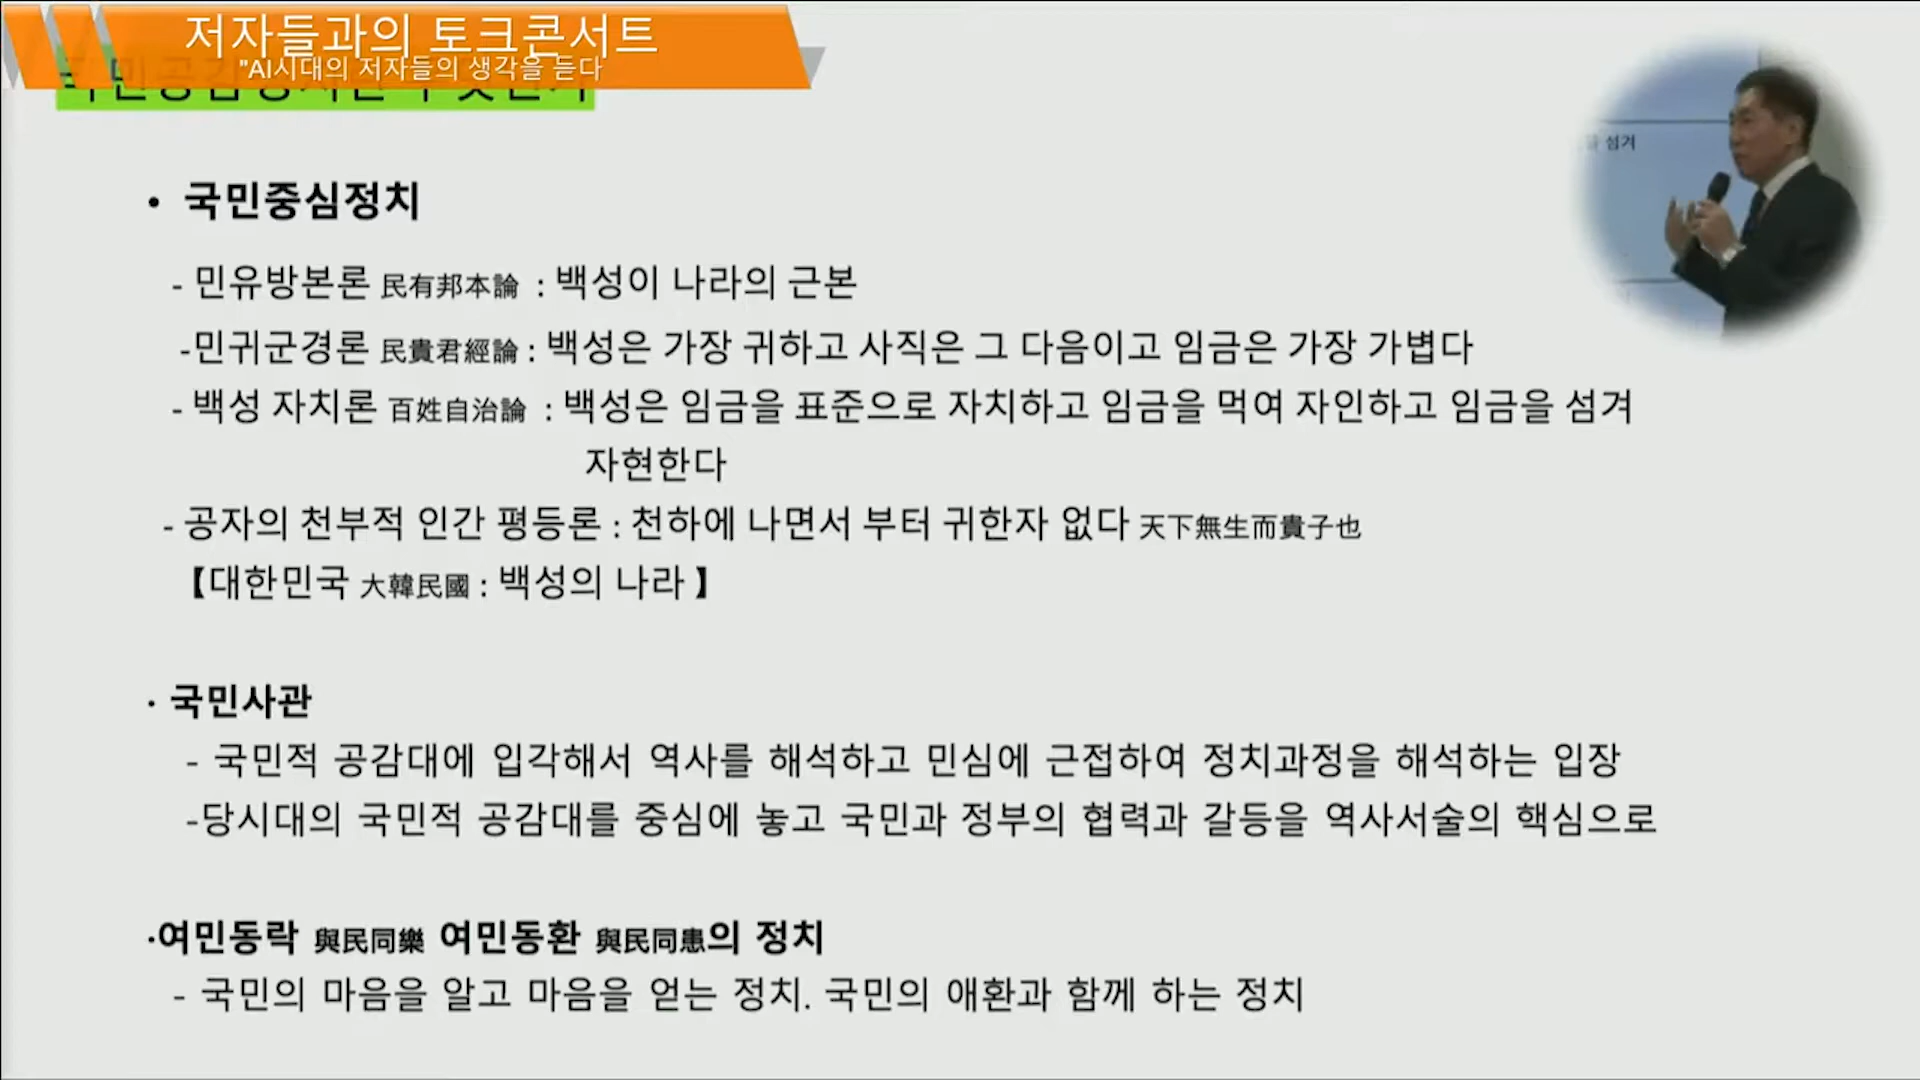 저자들과의 토크콘서트
"AI시대의 저자들의 생각을 듣다
• 국민중심정치
- 민유방본론 民有邦本論 : 백성이 나라의 근본
-민귀군경론 民貴君經論 : 백성은 가장 귀하고 사직은 그 다음이고 임금은 가장 가볍다
- 백성 자치론 百姓自治論 : 백성은 임금을 표준으로 자치하고 임금을 먹여 자인하고 임금을 섬겨
자현한다
- 공자의 천부적 인간 평등론 : 천하에 나면서 부터 귀한자 없다 天下無生而貴子也
【대한민국 大韓民國 : 백성의 나라】
· 국민사관
- 국민적 공감대에 입각해서 역사를 해석하고 민심에 근접하여 정치과정을 해석하는 입장
-당시대의 국민적 공감대를 중심에 놓고 국민과 정부의 협력과 갈등을 역사서술의 핵심으로
·여민동락 與民同樂 여민동환 與民同患의 정치
- 국민의 마음을 알고 마음을 얻는 정치. 국민의 애환과 함께 하는 정치
섬겨